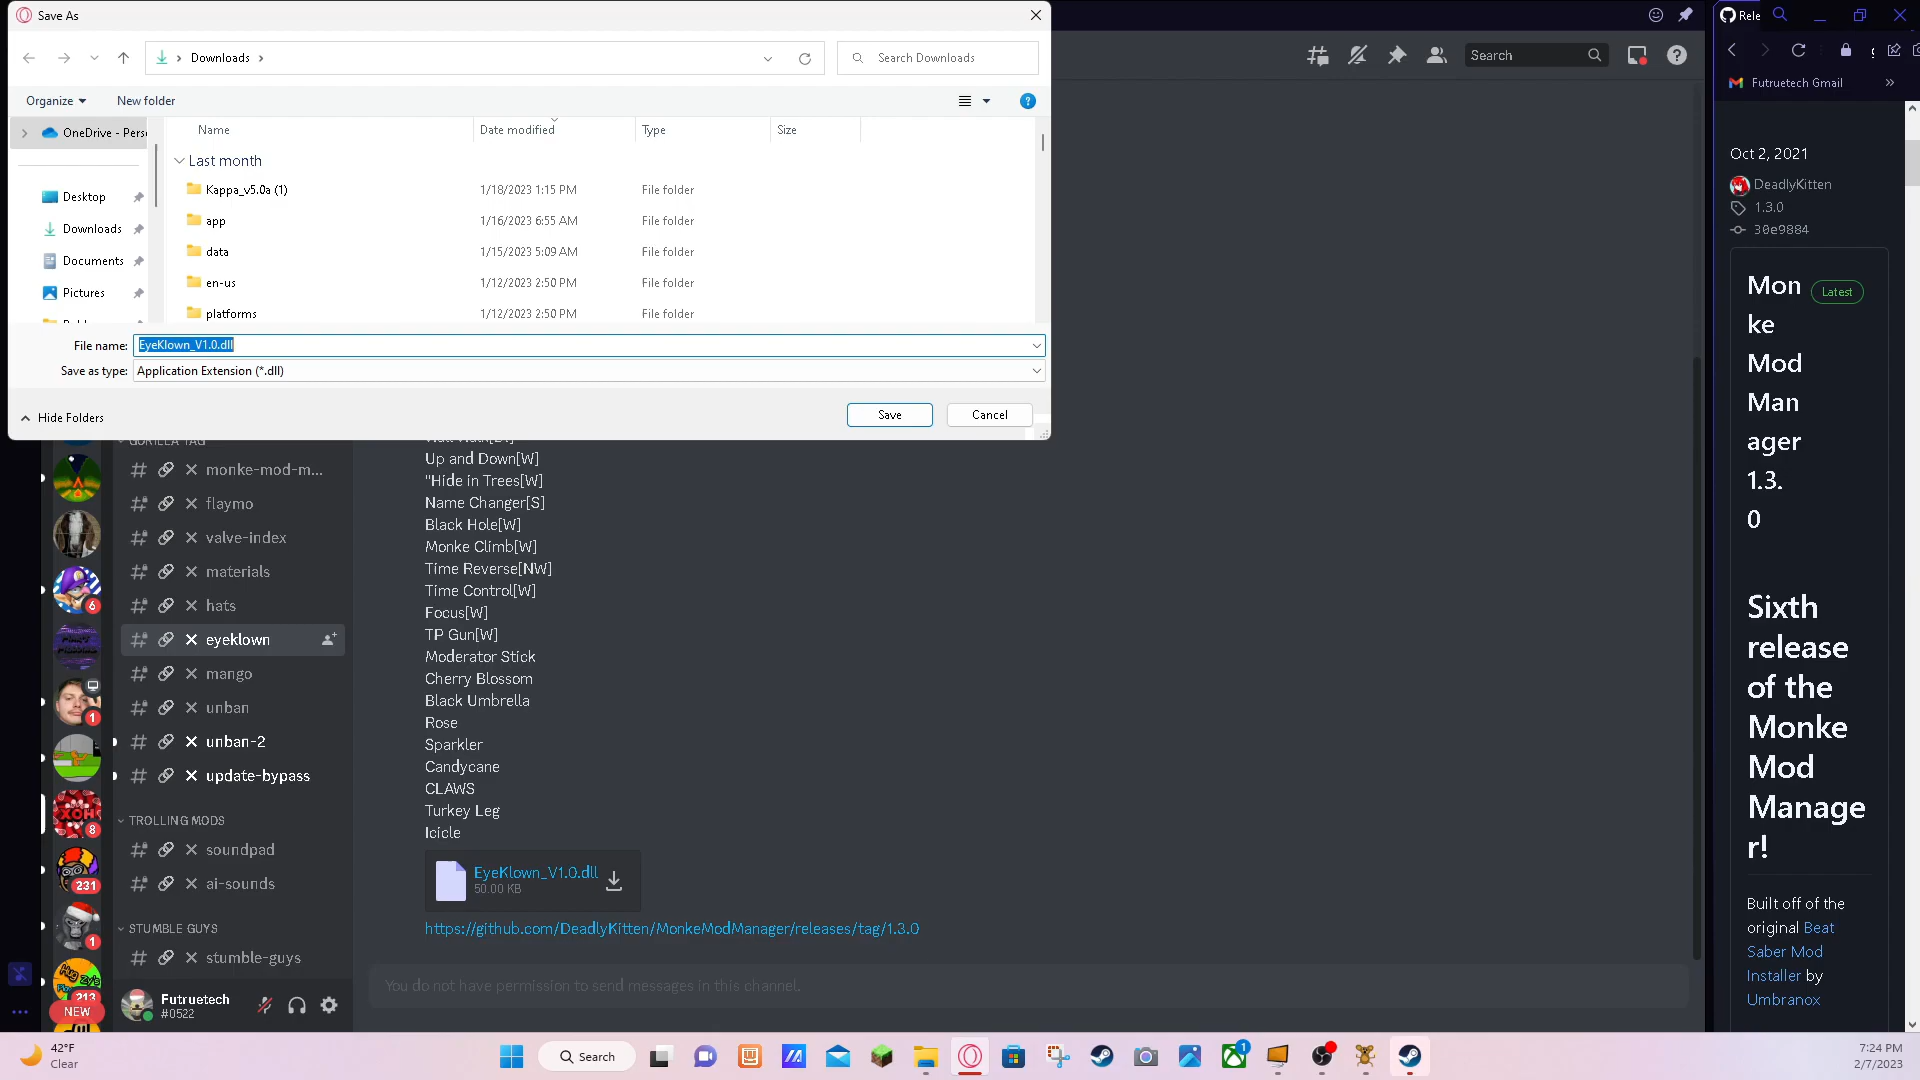 Save As
Downloads
Search Downloads
Organize
New folder
OneDrive - Pers
Desktop
Downloads
Documents
Pictures
Name
Date modified
Type
Size
Last month
Kappa_v5.0a (1)
1/18/2023 1:15 PM
File folder
app
1/16/2023 6:55 AM
File folder
data
1/15/2023 5:09 AM
File folder
en-us
1/12/2023 2:50 PM
File folder
platforms
1/12/2023 2:50 PM
File folder
File name:
EyeKlown_V1.0.dll
Save as type:
Application Extension (*.dll)
Hide Folders
Save
Cancel
Search
GORILLA TAG
monke-mod-m...
flaymo
valve-index
materials
hats
eyeklown
mango
unban
unban-2
update-bypass
TROLLING MODS
soundpad
ai-sounds
STUMBLE GUYS
stumble-guys
6
1
8
231
1
213
NEW
Futruetech
#0522
Up and Down[W]
"Hide in Trees[W]
Name Changer[S]
Black Hole[W]
Monke Climb[W]
Time Reverse[NW]
Time Control[W]
Focus[W]
TP Gun[W]
Moderator Stick
Cherry Blossom
Black Umbrella
Rose
Sparkler
Candycane
CLAWS
Turkey Leg
Icicle
EyeKlown_V1.0.dll
50.00 KB
https://github.com/DeadlyKitten/MonkeModManager/releases/tag/1.3.0
You do not have permission to send messages in this channel.
Rele
Futruetech Gmail
Oct 2, 2021
DeadlyKitten
1.3.0
30e9884
Mon
Latest
ke
Mod
Man
ager
1.3.
0
Sixth
release
of the
Monke
Mod
Manage
r!
Built off of the
original Beat
Saber Mod
Installer by
Umbranox
42°F
Clear
Search
1
7:24 PM
2/7/2023